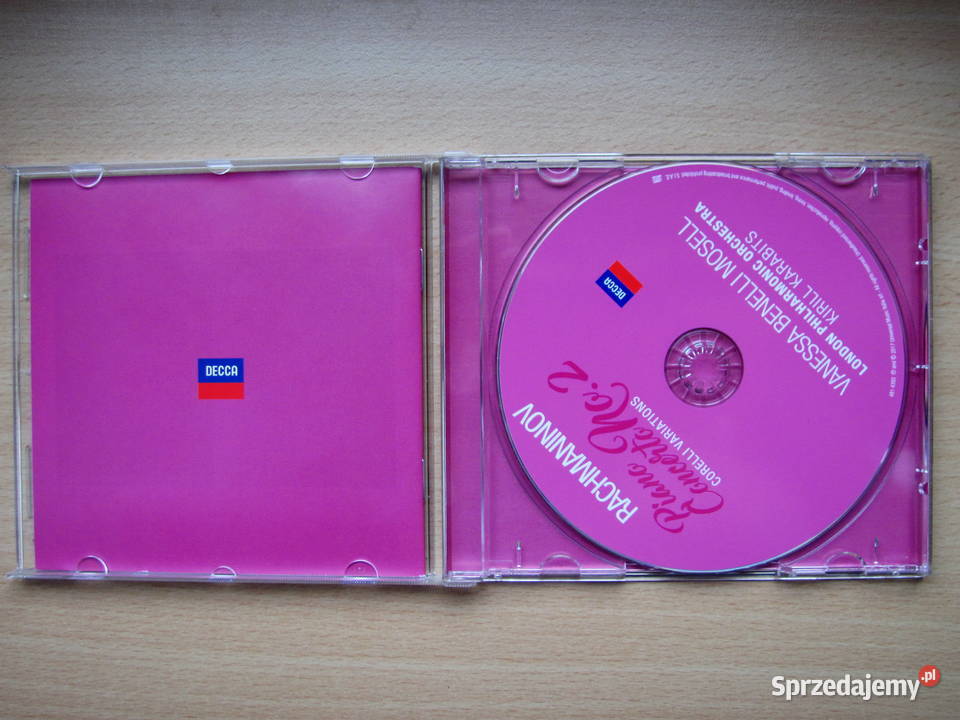 DECCA
RACHMANINOV
Piano
Concerto No. 2
CORELLI VARIATIONS
DECCA
VANESSA BENELLI MOSELL
LONDON PHILHARMONIC ORCHESTRA
KIRILL KARABITS
Sprzedajemy.pl